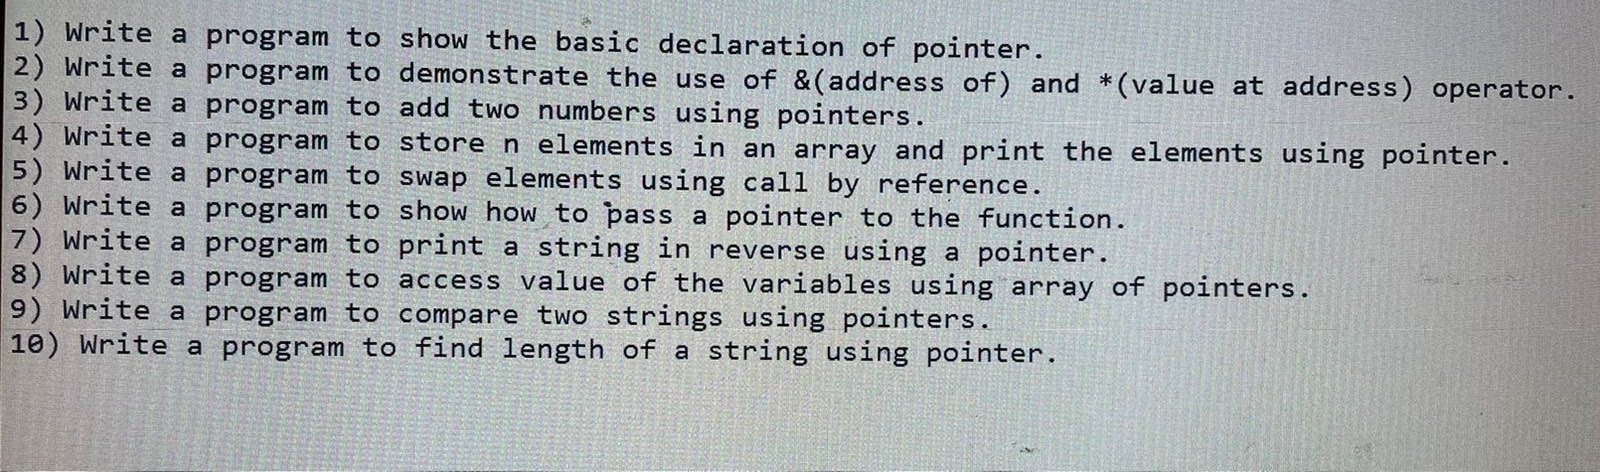 1) Write a program to show the basic declaration of pointer.
2) Write a program to demonstrate the use of &(address of) and *(value at address) operator.
3) Write a program to add two numbers using pointers.
4) Write a program to store n elements in an array and print the elements using pointer.
5) Write a program to swap elements using call by reference.
6) Write a program to show how to pass a pointer to the function.
7) Write a program to print a string in reverse using a pointer.
8) Write a program to access value of the variables using array of pointers.
9) Write a program to compare two strings using pointers.
10) Write a program to find length of a string using pointer.